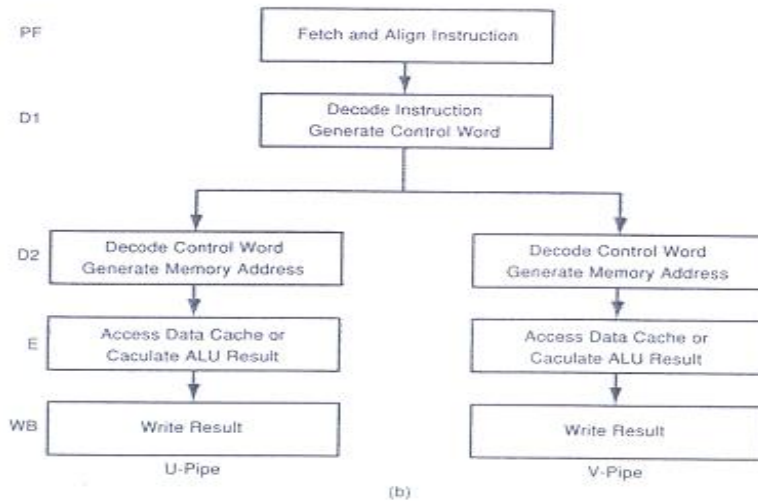 PF
Fetch and Align Instruction
D1
Decode Instruction
Generate Control Word
D2
Decode Control Word
Generate Memory Address
Decode Control Word
Generate Memory Address
E
Access Data Cache or
Caculate ALU Result
Access Data Cache or
Caculate ALU Result
WB
Write Result
Write Result
U-Pipe
V-Pipe
(b)